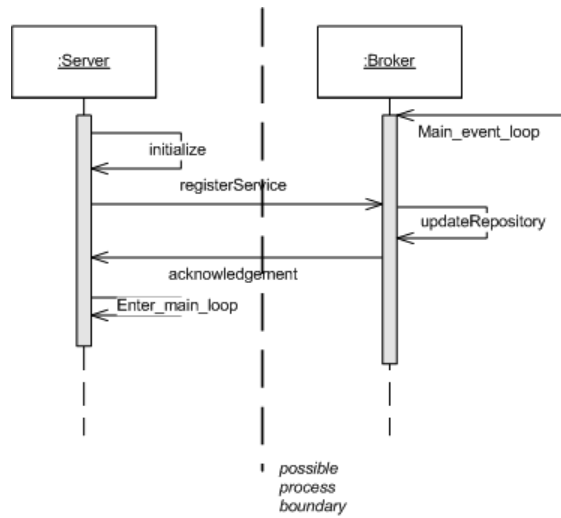 :Server
:Broker
Main_event_loop
initialize
registerService
updateRepository
acknowledgement
Enter_main_loop
possible
process
boundary